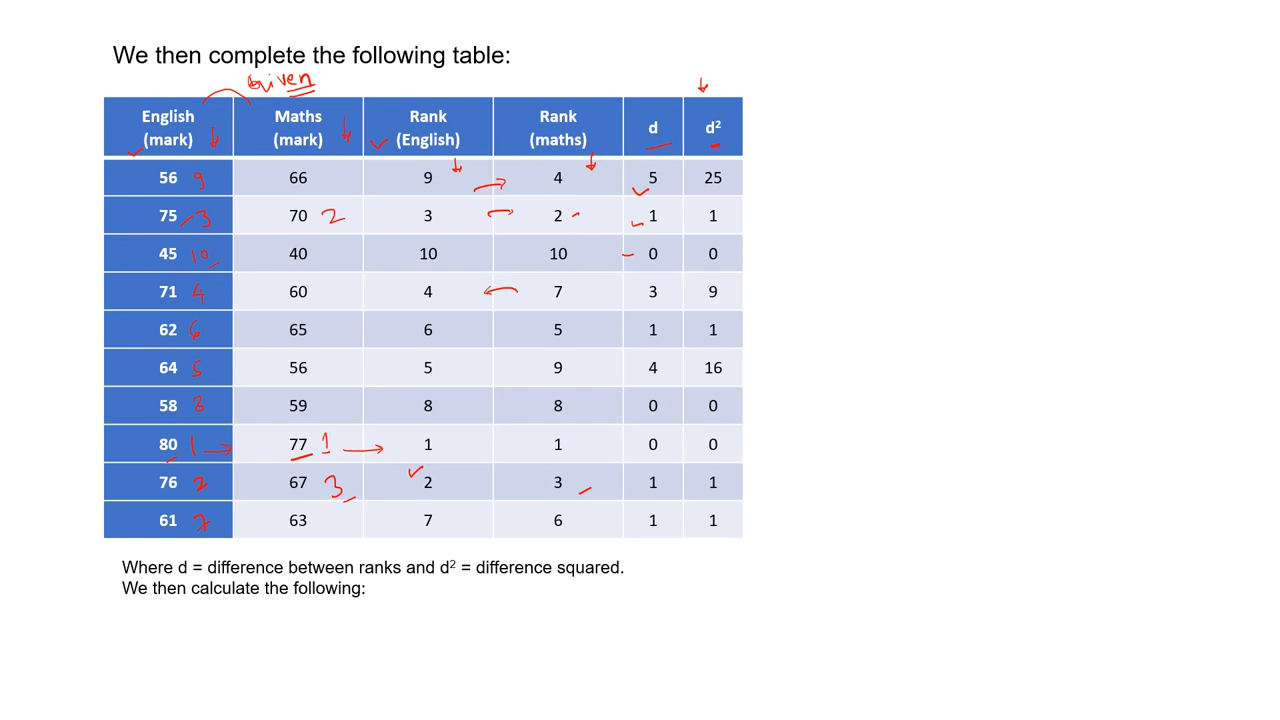 We then complete the following table:
Given
English (mark) Maths (mark) Rank (English) Rank (maths) d d²
56 9 66 9 4 5 25
75 3 70 2 3 2 1 1
45 10 40 10 10 0 0
71 4 60 4 7 3 9
62 6 65 6 5 1 1
64 5 56 5 9 4 16
58 8 59 8 8 0 0
80 1 77 1 1 1 0 0
76 2 67 3 2 3 1 1
61 7 63 7 6 1 1
Where d = difference between ranks and d² = difference squared.
We then calculate the following: